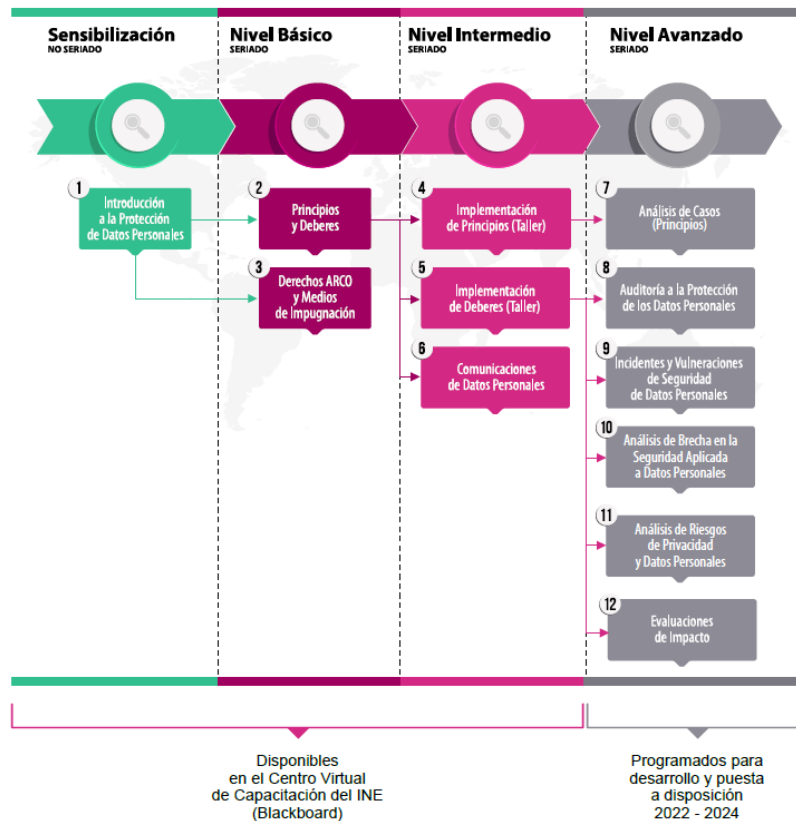 Sensibilización
NO SERIADO
Nivel Básico
SERIADO
Nivel Intermedio
SERIADO
Nivel Avanzado
SERIADO
1
Introducción
a la Protección
de Datos Personales
2
Principios
y Deberes
3
Derechos ARCO
y Medios
de Impugnación
4
Implementación
de Principios (Taller)
5
Implementación
de Deberes (Taller)
6
Comunicaciones
de Datos Personales
7
Análisis de Casos
(Principios)
8
Auditoría a la Protección
de los Datos Personales
9
Incidentes y Vulneraciones
de Seguridad
de Datos Personales
10
Análisis de Brecha en la
Seguridad Aplicada
a Datos Personales
11
Análisis de Riesgos
de Privacidad
y Datos Personales
12
Evaluaciones
de Impacto
Disponibles
en el Centro Virtual
de Capacitación del INE
(Blackboard)
Programados para
desarrollo y puesta
a disposición
2022 - 2024